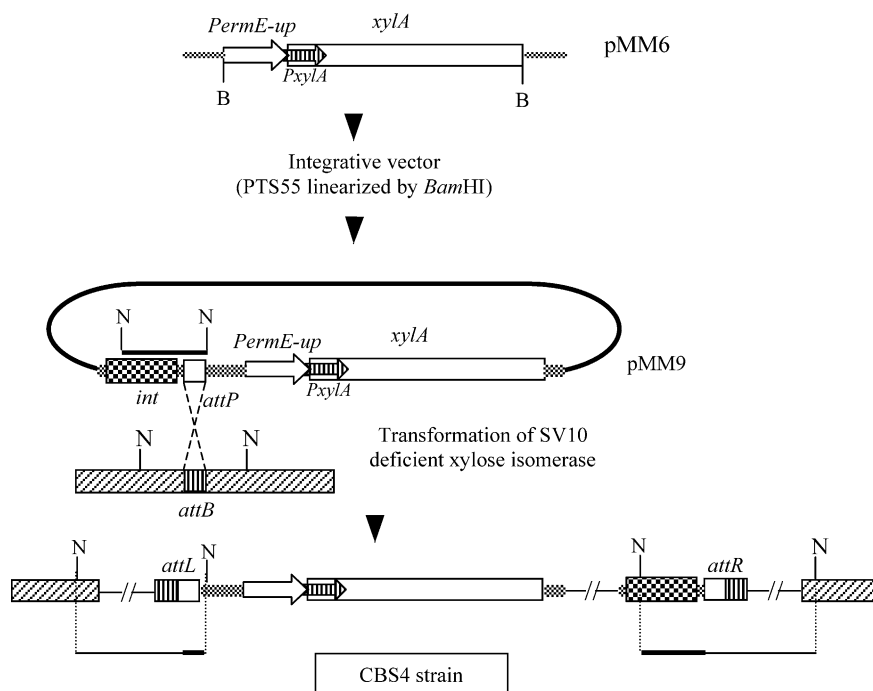 PermE-up xylA
pMM6
PxylA
B B
Integrative vector
(PTS55 linearized by BamHI)
N N
PermE-up xylA
pMM9
int attP PxylA
Transformation of SV10
deficient xylose isomerase
N N
attB
N attL N N attR N
// // //
CBS4 strain